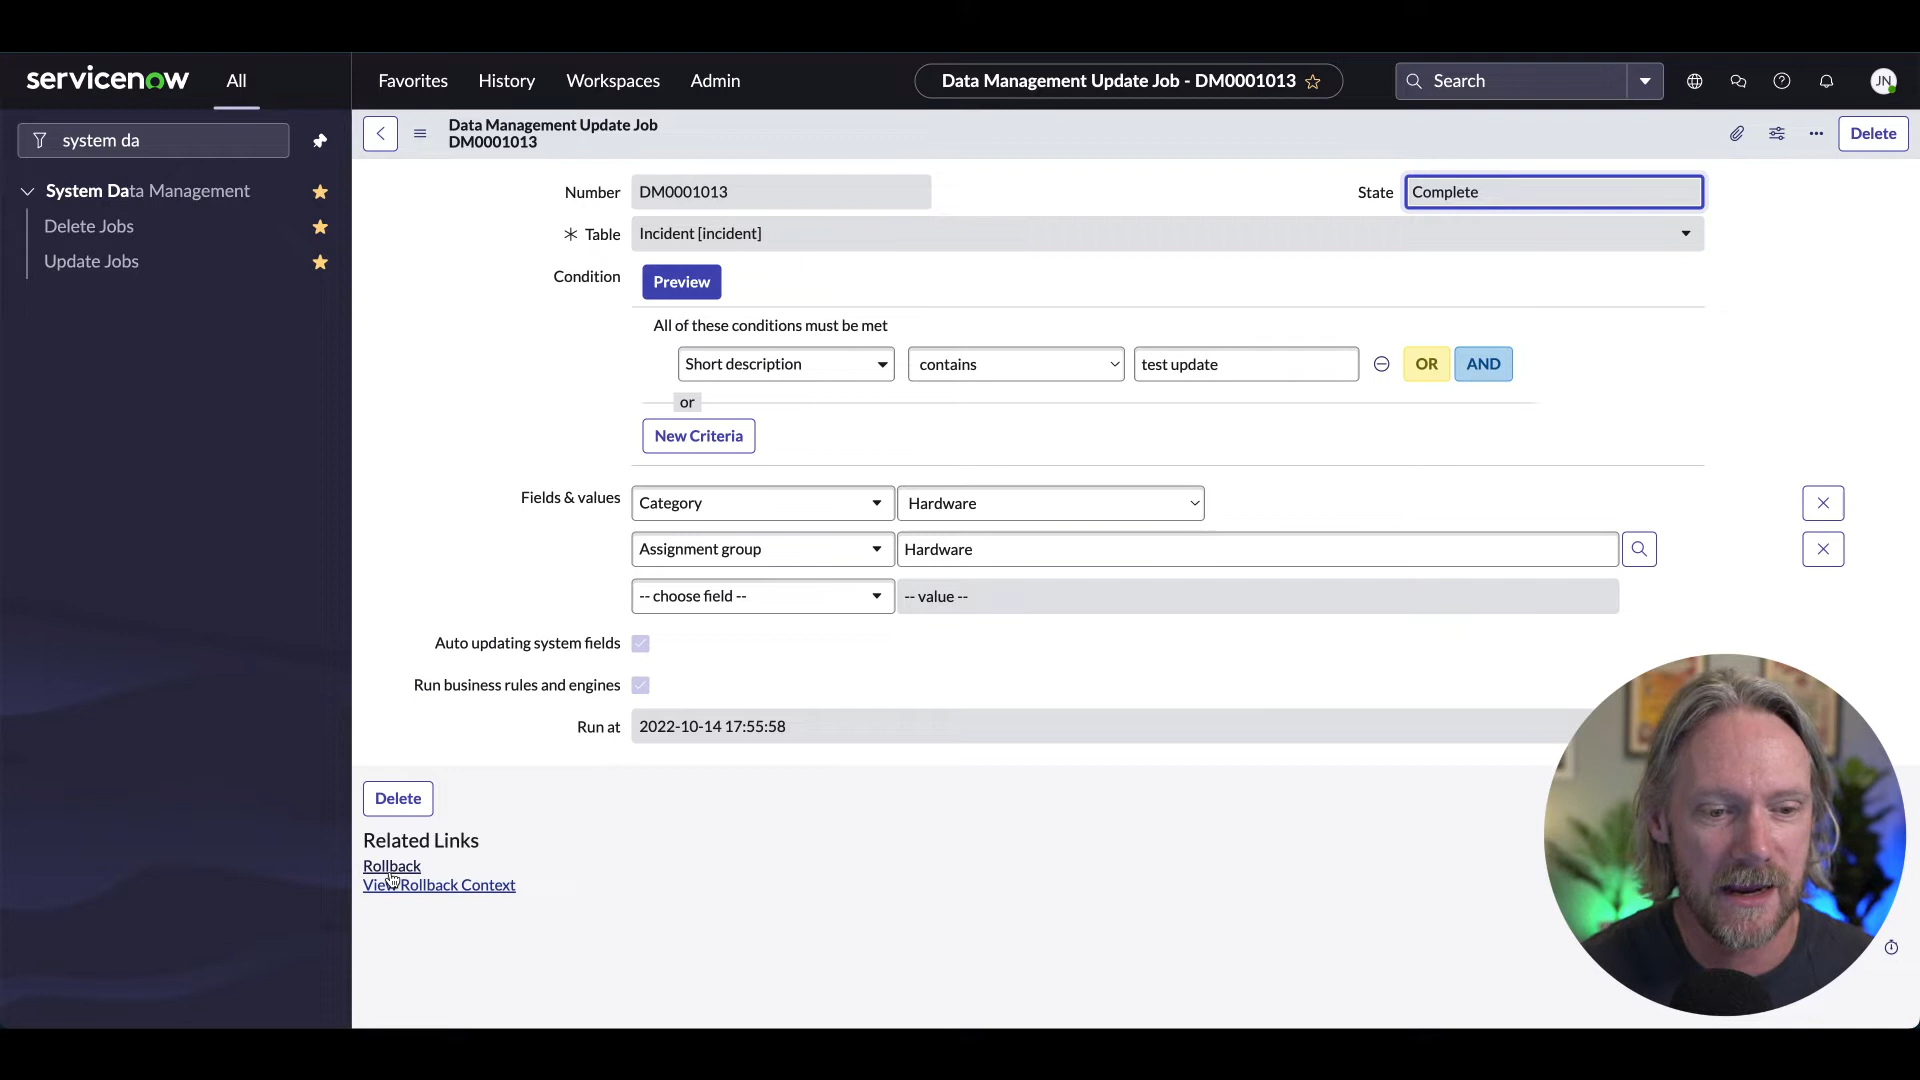 servicenow All Favorites History Workspaces Admin Data Management Update Job - DM0001013 Search JN
system da
System Data Management
Delete Jobs
Update Jobs
Data Management Update Job
DM0001013
Delete
Number DM0001013 State Complete
Table Incident [incident]
Condition Preview
All of these conditions must be met
Short description contains test update OR AND
or
New Criteria
Fields & values Category Hardware
Assignment group Hardware
-- choose field -- -- value --
Auto updating system fields
Run business rules and engines
Run at 2022-10-14 17:55:58
Delete
Related Links
Rollback
View Rollback Context